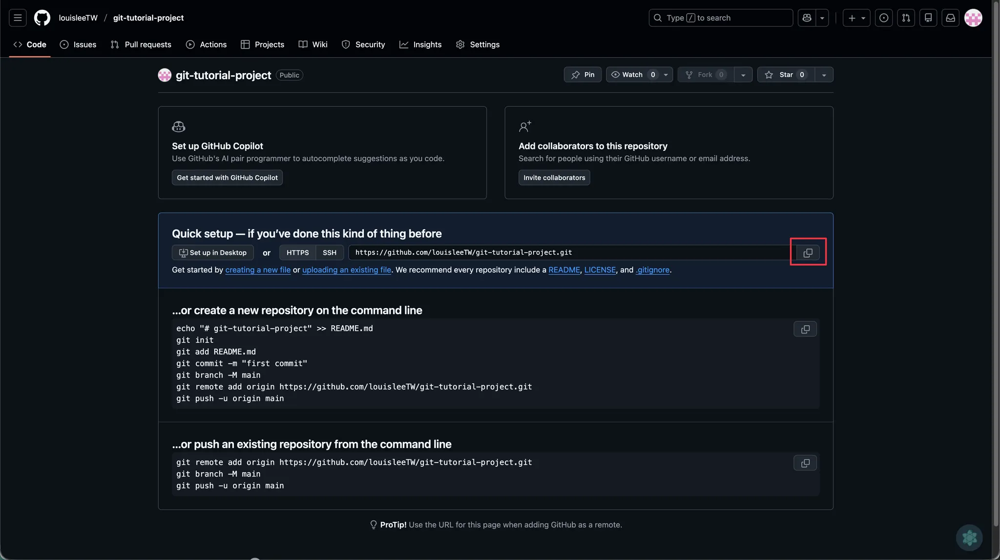 louisleeTW / git-tutorial-project
Type / to search
Code Issues Pull requests Actions Projects Wiki Security Insights Settings
git-tutorial-project Public
Pin Watch 0 Fork 0 Star 0
Set up GitHub Copilot
Use GitHub's AI pair programmer to autocomplete suggestions as you code.
Get started with GitHub Copilot
Add collaborators to this repository
Search for people using their GitHub username or email address.
Invite collaborators
Quick setup — if you’ve done this kind of thing before
Set up in Desktop or HTTPS SSH https://github.com/louisleeTW/git-tutorial-project.git
Get started by creating a new file or uploading an existing file. We recommend every repository include a README, LICENSE, and .gitignore.
…or create a new repository on the command line
echo "# git-tutorial-project" >> README.md
git init
git add README.md
git commit -m "first commit"
git branch -M main
git remote add origin https://github.com/louisleeTW/git-tutorial-project.git
git push -u origin main
…or push an existing repository from the command line
git remote add origin https://github.com/louisleeTW/git-tutorial-project.git
git branch -M main
git push -u origin main
ProTip! Use the URL for this page when adding GitHub as a remote.